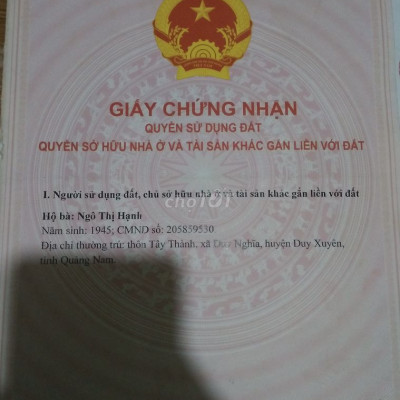 GIẤY CHỨNG NHẬN
QUYỀN SỬ DỤNG ĐẤT
QUYỀN SỞ HỮU NHÀ Ở VÀ TÀI SẢN KHÁC GẮN LIỀN VỚI ĐẤT
I. Người sử dụng đất, chủ sở hữu nhà ở và tài sản khác gắn liền với đất
Hộ bà: Ngô Thị Hạnh
choTOT
Năm sinh: 1945; CMND số: 205859530
Địa chỉ thường trú: thôn Tây Thành, xã Duy Nghĩa, huyện Duy Xuyên,
tỉnh Quảng Nam.